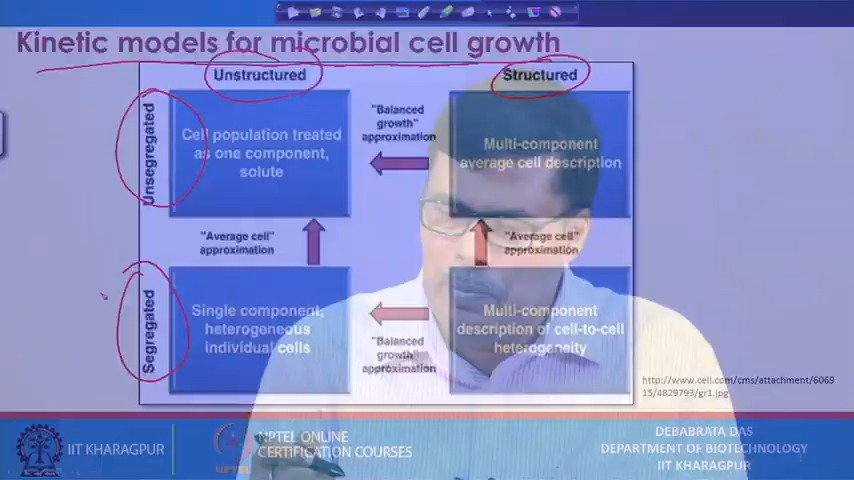 Kinetic models for microbial cell growth
Unstructured
Structured
Unsegregated
Cell population treated
as one component,
solute
"Balanced
growth"
approximation
Multi-component
average cell description
"Average cell"
approximation
"Average cell"
approximation
Segregated
Single component,
heterogeneous
individual cells
"Balanced
growth"
approximation
Multi-component
description of cell-to-cell
heterogeneity
http://www.cell.com/cms/attachment/6069
15/4829793/gr1.jpg
IIT KHARAGPUR
NPTEL
NPTEL ONLINE
CERTIFICATION COURSES
DEBABRATA DAS
DEPARTMENT OF BIOTECHNOLOGY
IIT KHARAGPUR